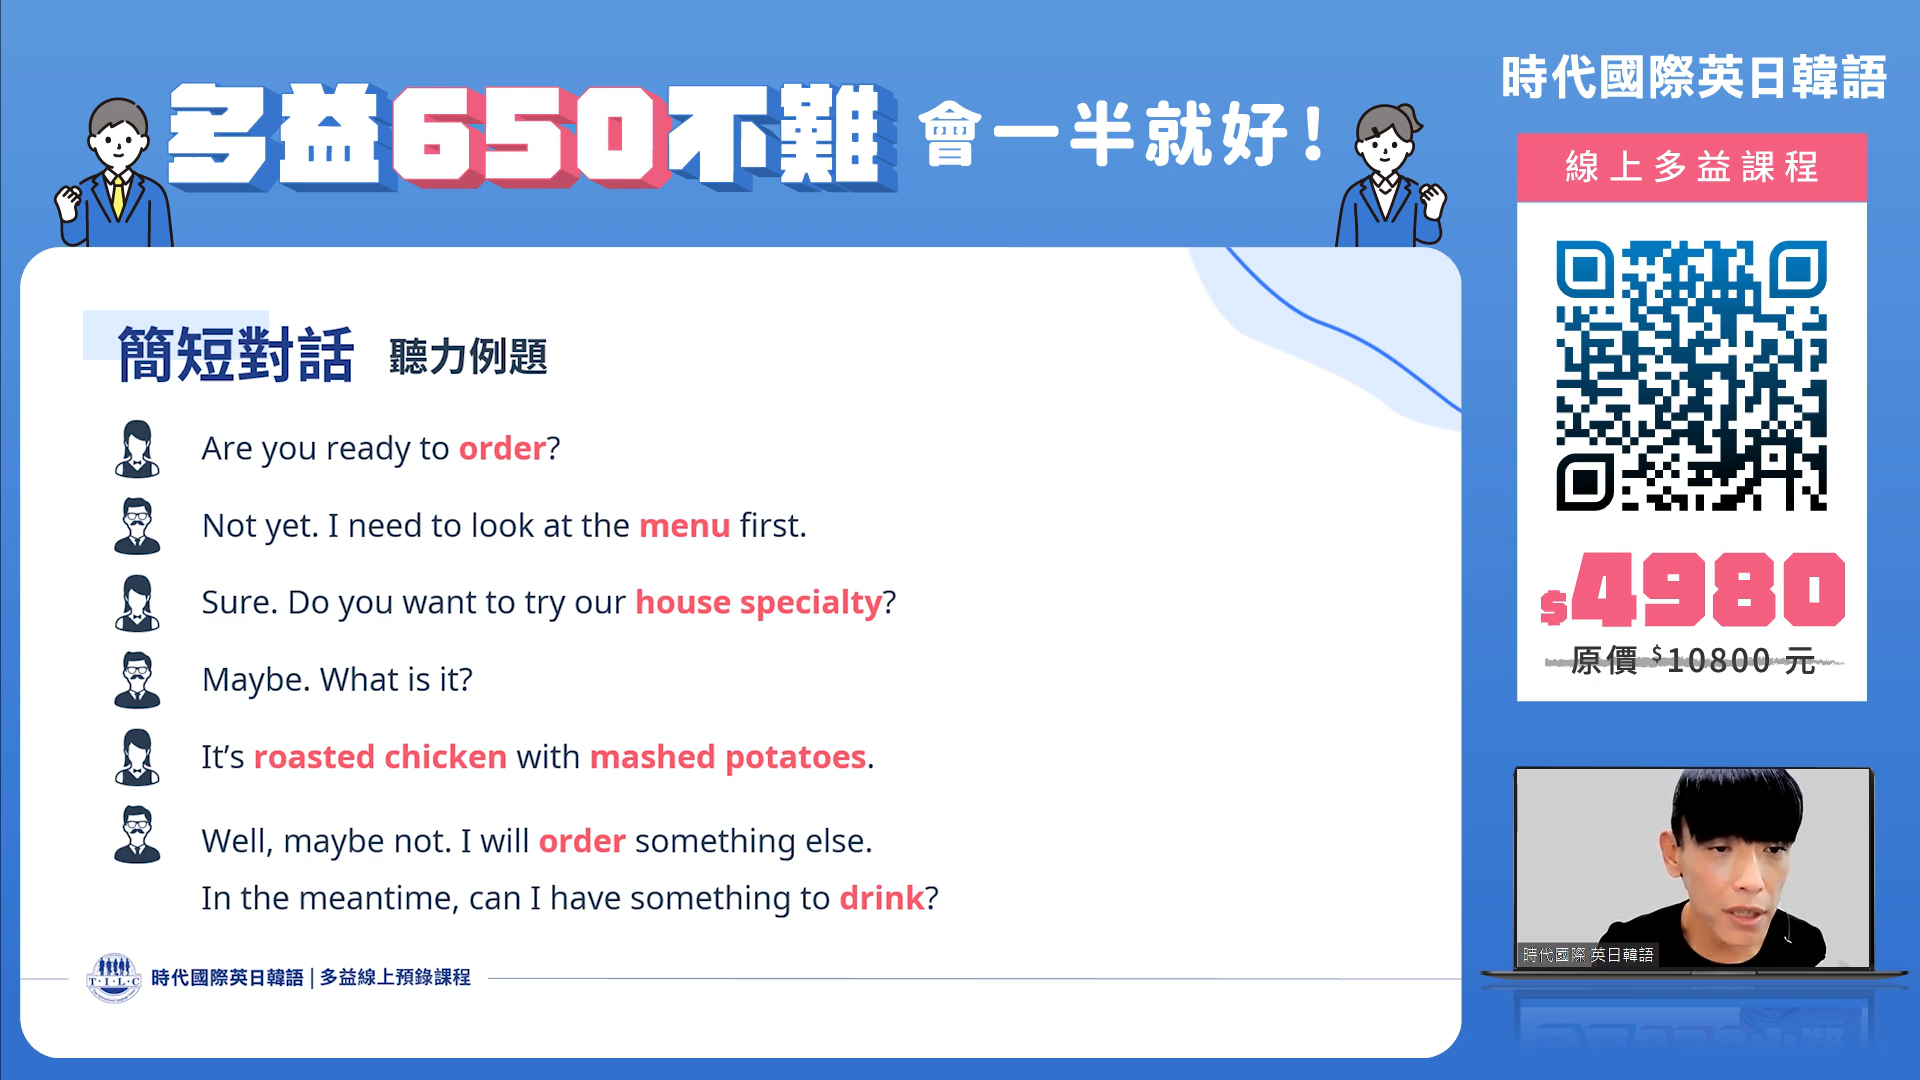 多益650不難 會一半就好!
時代國際英日韓語
線上多益課程
$4980
原價 $10800 元
簡短對話 聽力例題
Are you ready to order?
Not yet. I need to look at the menu first.
Sure. Do you want to try our house specialty?
Maybe. What is it?
It's roasted chicken with mashed potatoes.
Well, maybe not. I will order something else.
In the meantime, can I have something to drink?
T·I·L·C
時代國際英日韓語 | 多益線上預錄課程
時代國際 英日韓語